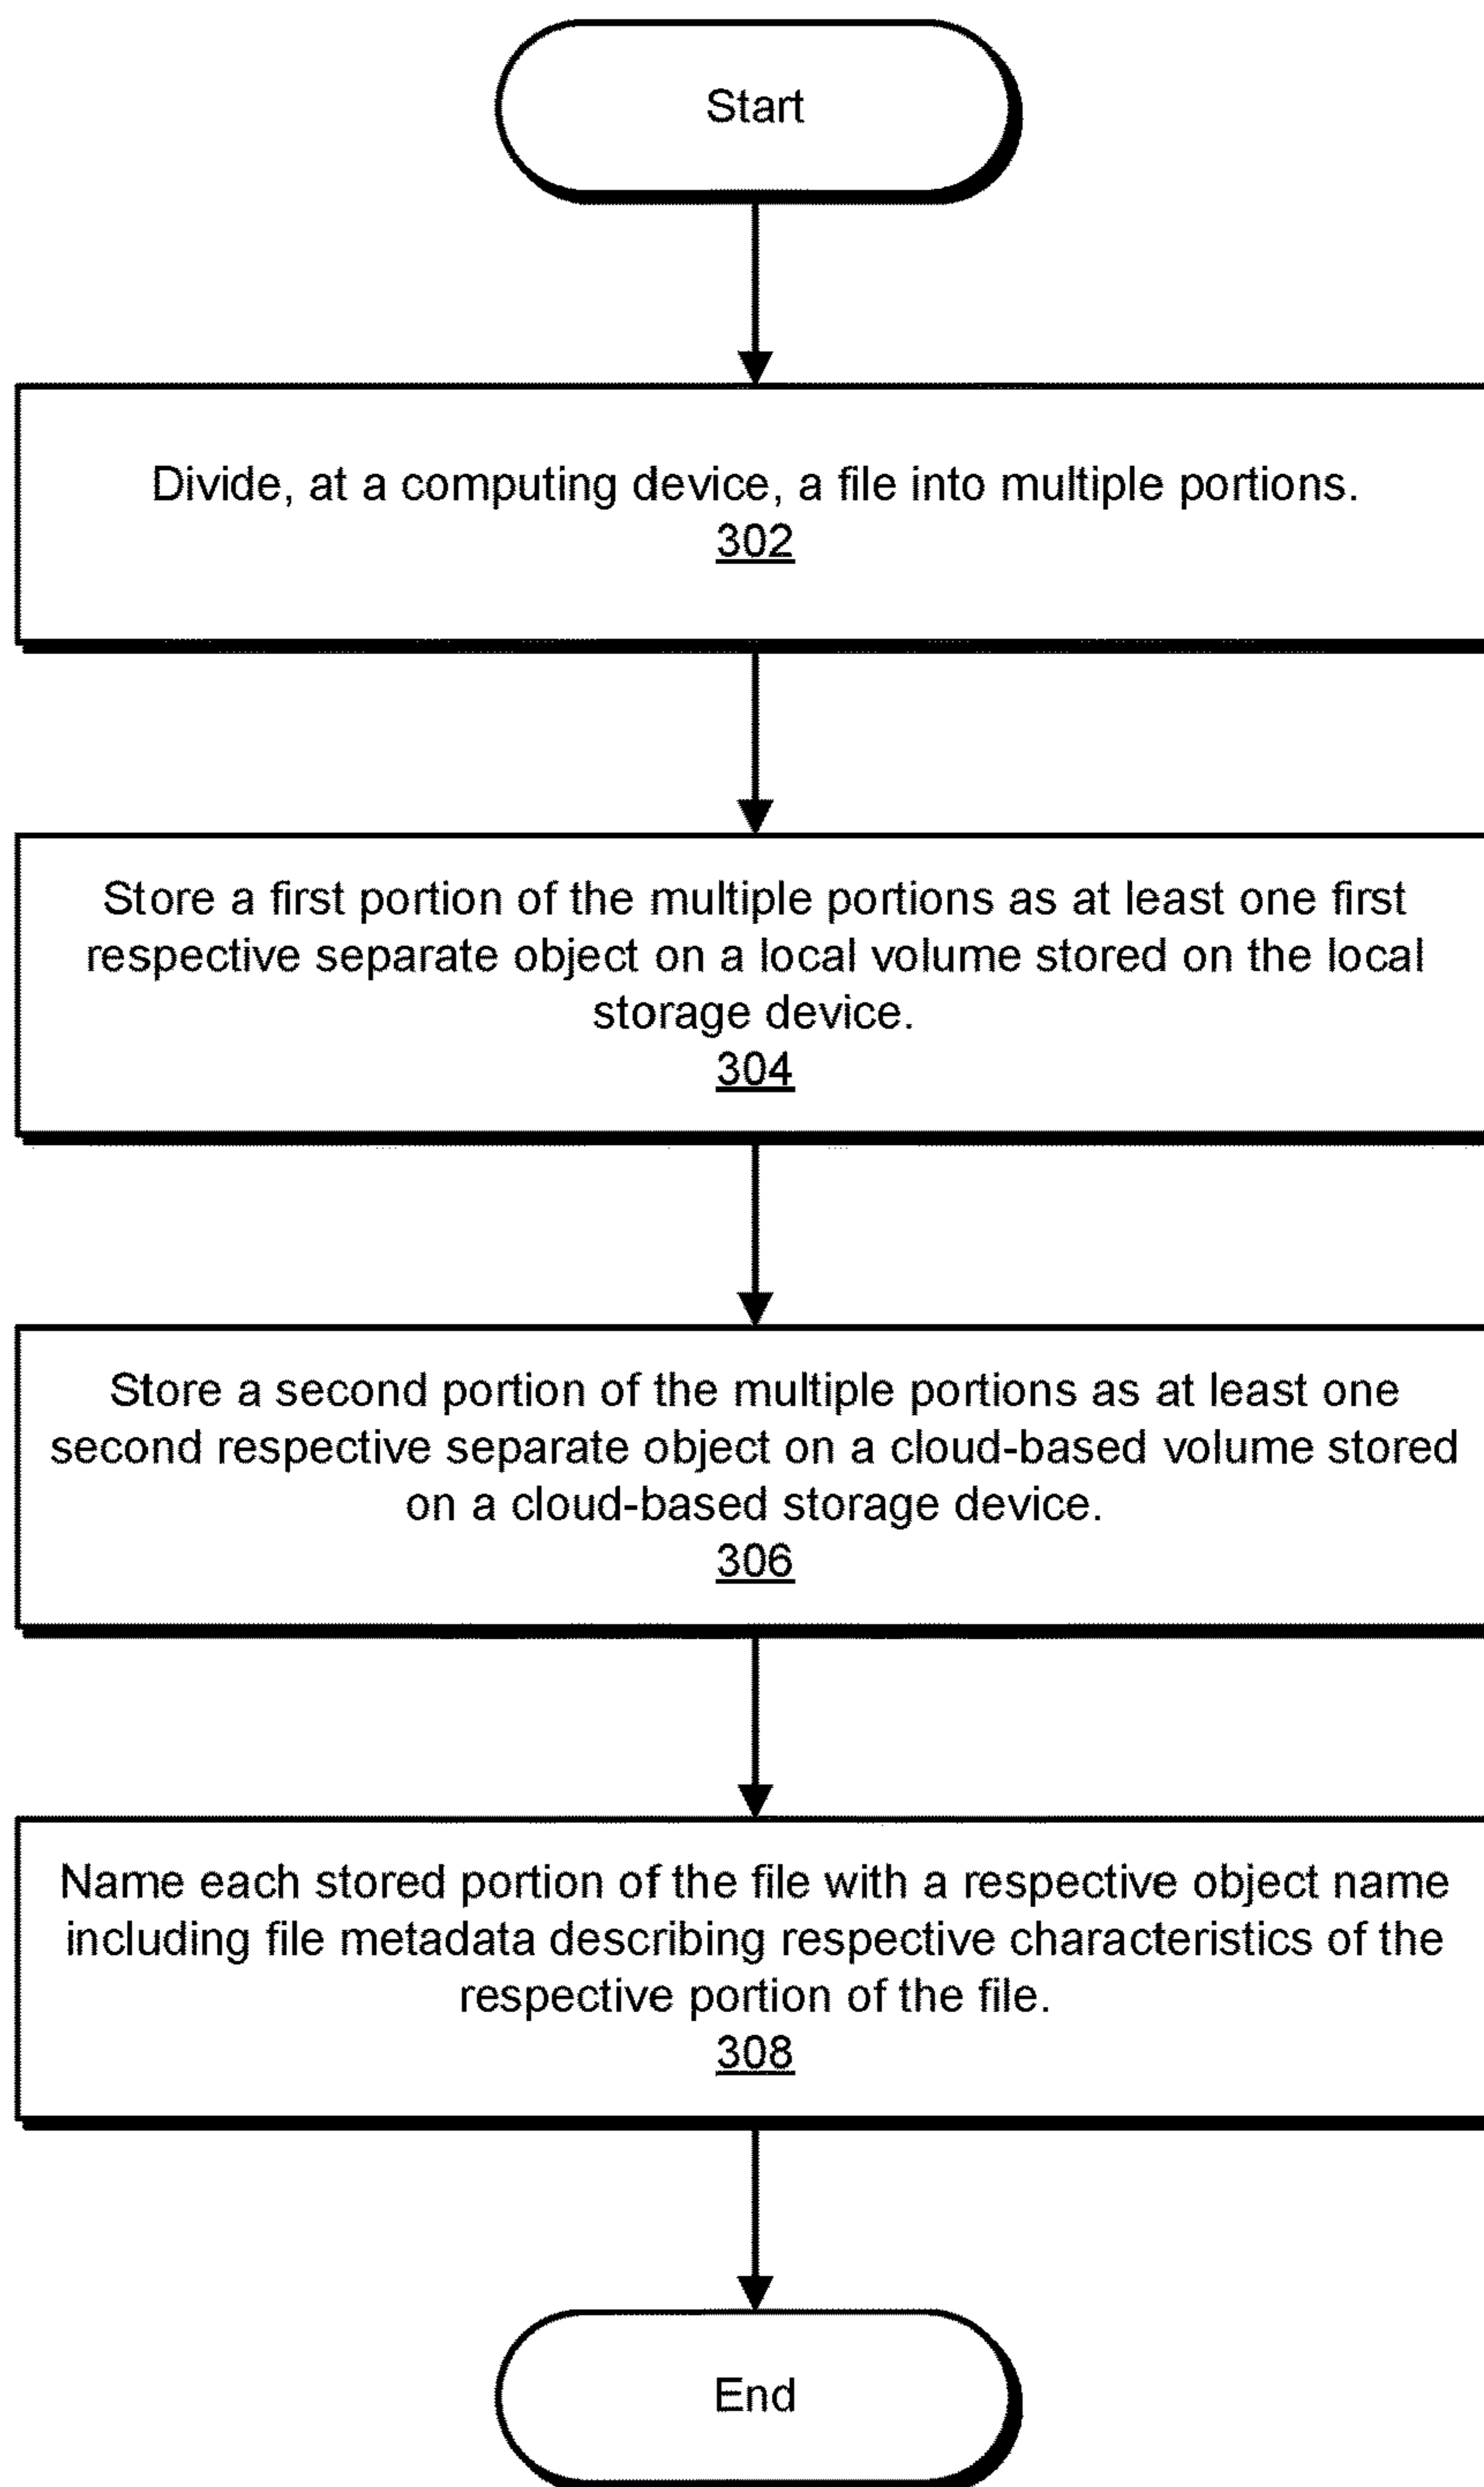 Start
Divide, at a computing device, a file into multiple portions.
302
Store a first portion of the multiple portions as at least one first
respective separate object on a local volume stored on the local
storage device.
304
Store a second portion of the multiple portions as at least one
second respective separate object on a cloud-based volume stored
on a cloud-based storage device.
306
Name each stored portion of the file with a respective object name
including file metadata describing respective characteristics of the
respective portion of the file.
308
End